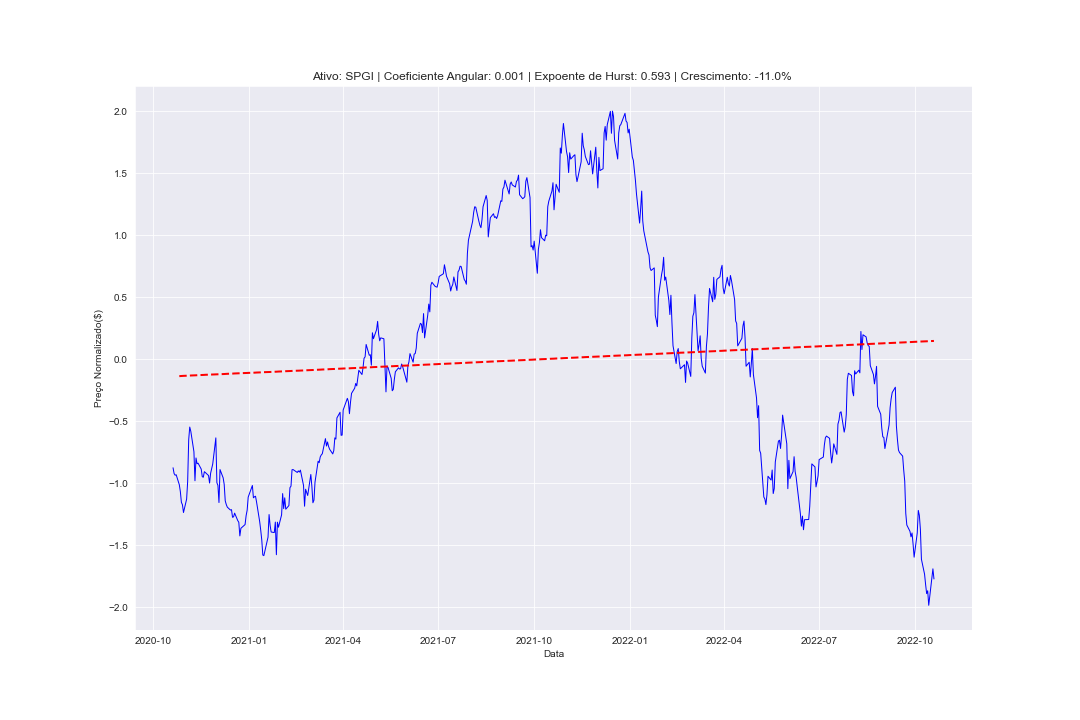 Ativo: SPGI | Coeficiente Angular: 0.001 | Expoente de Hurst: 0.593 | Crescimento: -11.0%
2.0
1.5
1.0
0.5
0.0
−0.5
−1.0
−1.5
−2.0
Preço Normalizado($)
2020-10 2021-01 2021-04 2021-07 2021-10 2022-01 2022-04 2022-07 2022-10
Data